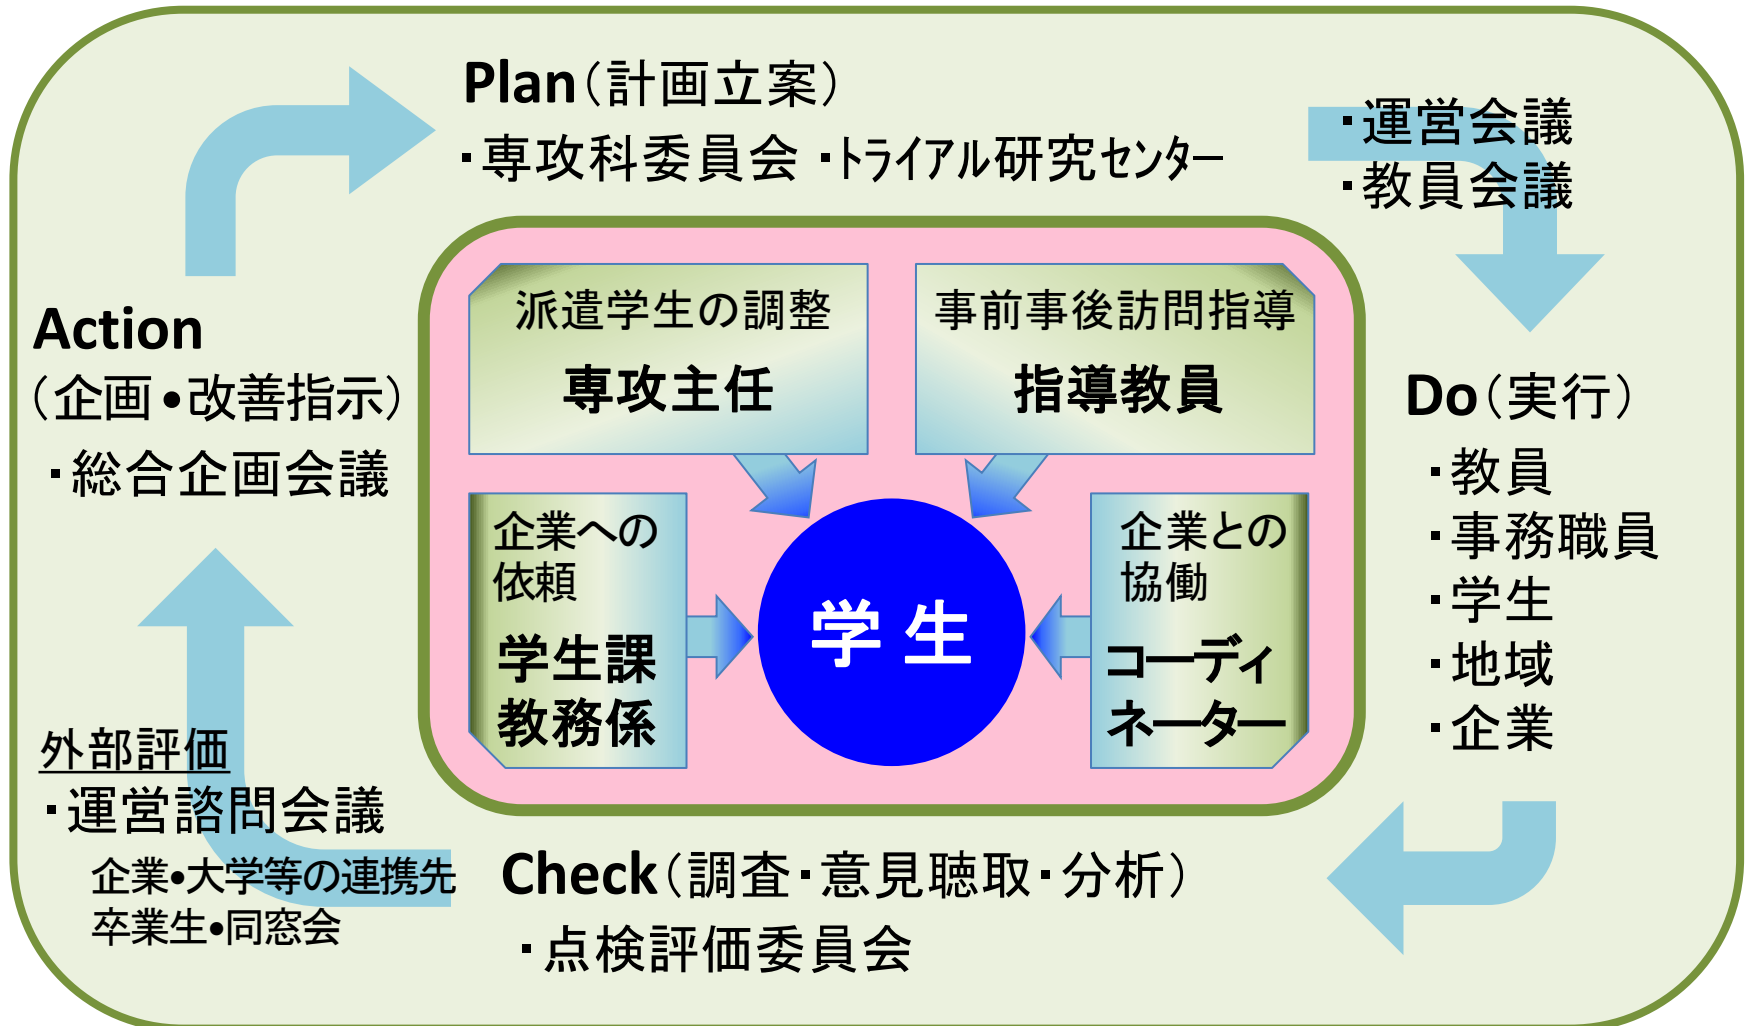 Plan（計画立案）
・専攻科委員会 ・トライアル研究センター
・運営会議
・教員会議
Do（実行）
・教員
・事務職員
・学生
・地域
・企業
Check（調査・意見聴取・分析）
・点検評価委員会
外部評価
・運営諮問会議
企業•大学等の連携先
卒業生•同窓会
Action
（企画•改善指示）
・総合企画会議
派遣学生の調整
専攻主任
事前事後訪問指導
指導教員
企業への
依頼
学生課
教務係
学 生
企業との
協働
コーディ
ネーター